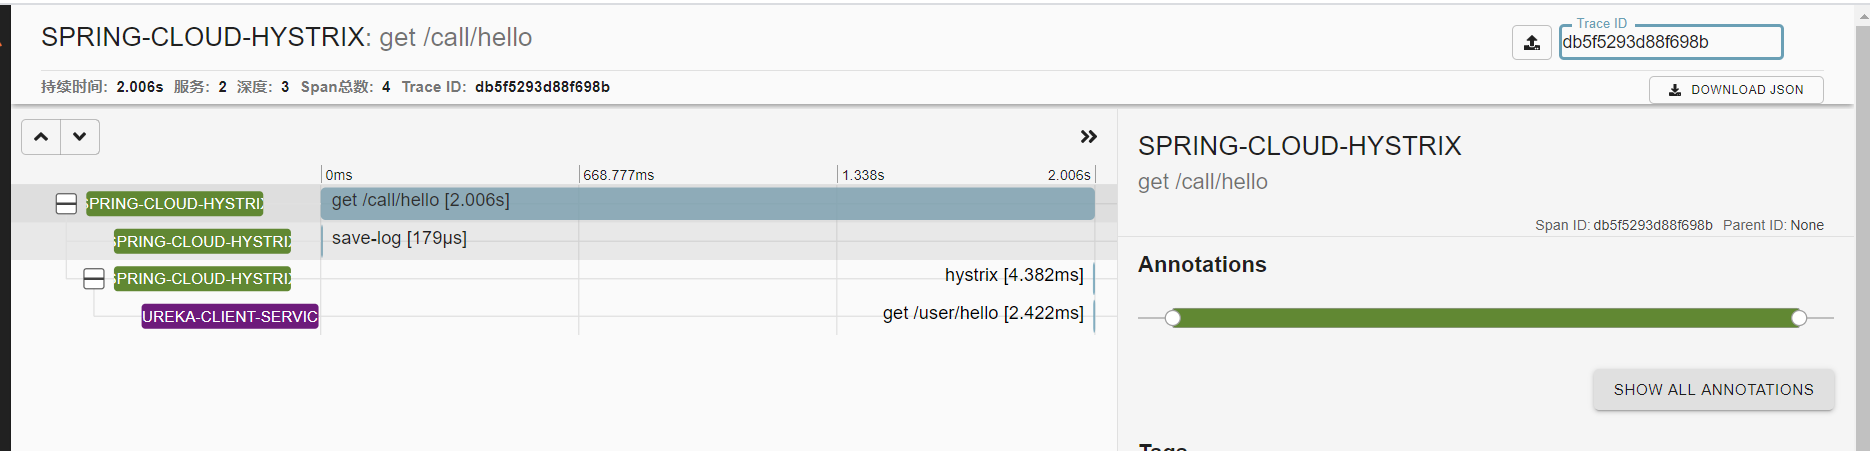 SPRING-CLOUD-HYSTRIX: get /call/hello
Trace ID
db5f5293d88f698b
持续时间: 2.006s 服务: 2 深度: 3 Span总数: 4 Trace ID: db5f5293d88f698b
DOWNLOAD JSON
0ms 668.777ms 1.338s 2.006s
SPRING-CLOUD-HYSTRIX get /call/hello [2.006s]
SPRING-CLOUD-HYSTRIX save-log [179μs]
SPRING-CLOUD-HYSTRIX hystrix [4.382ms]
UREKA-CLIENT-SERVIC get /user/hello [2.422ms]
SPRING-CLOUD-HYSTRIX
get /call/hello
Span ID: db5f5293d88f698b Parent ID: None
Annotations
SHOW ALL ANNOTATIONS
Tags